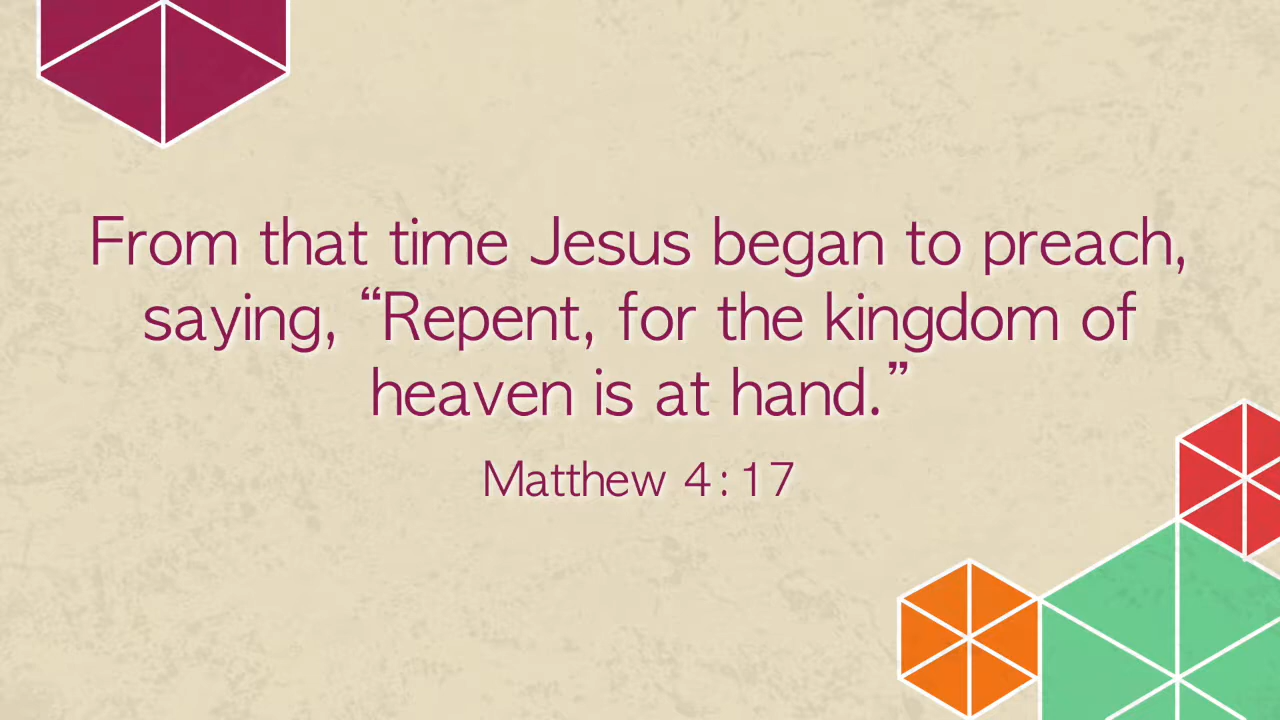 From that time Jesus began to preach,
saying, “Repent, for the kingdom of
heaven is at hand.”
Matthew 4:17